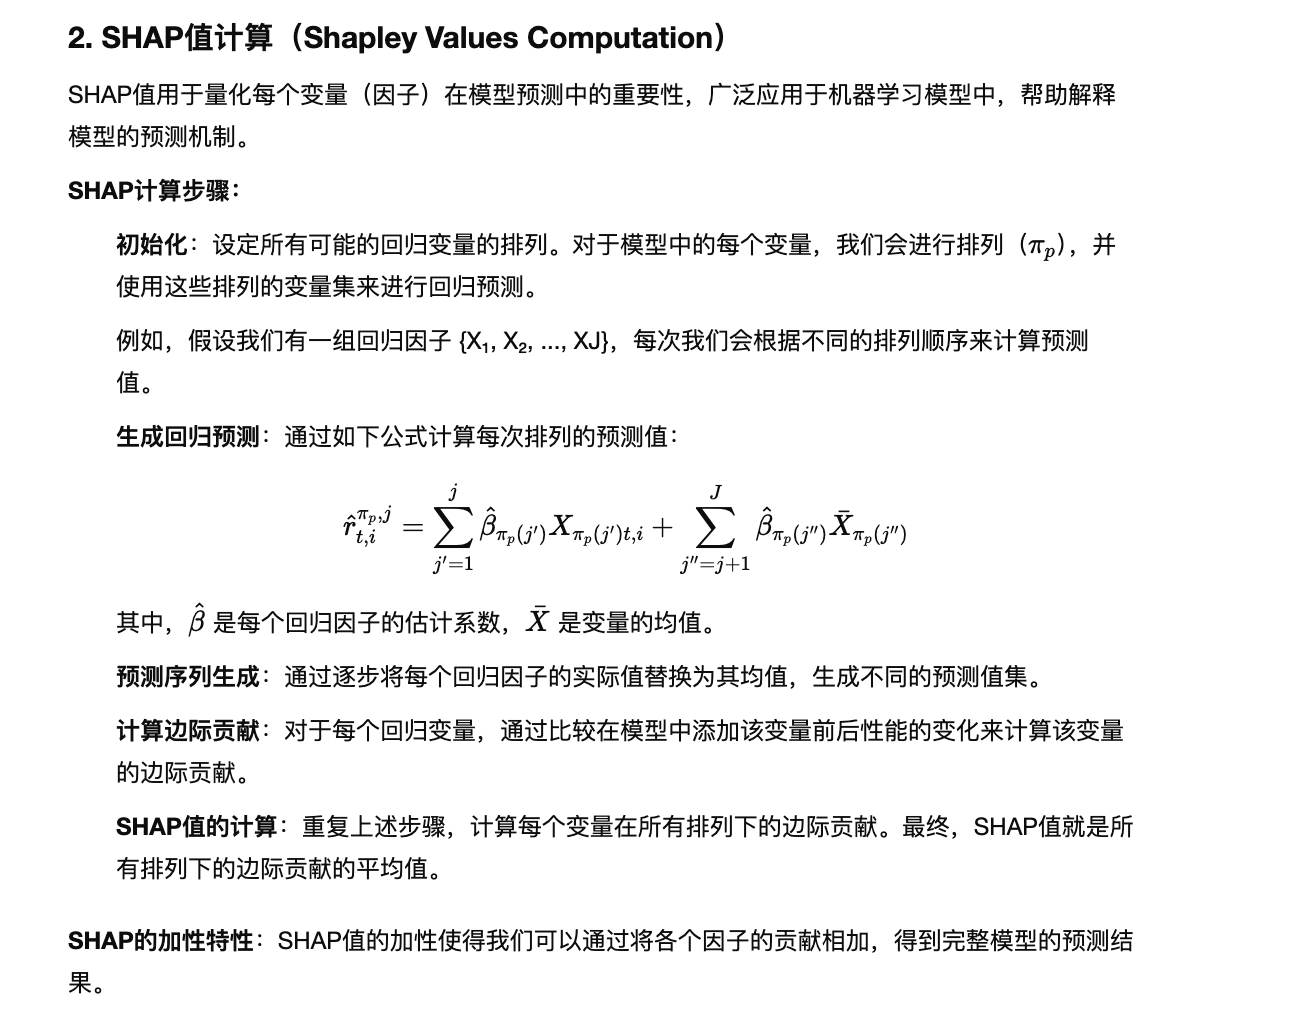 2. SHAP值计算（Shapley Values Computation）
SHAP值用于量化每个变量（因子）在模型预测中的重要性，广泛应用于机器学习模型中，帮助解释
模型的预测机制。
SHAP计算步骤：
初始化：设定所有可能的回归变量的排列。对于模型中的每个变量，我们会进行排列（$\pi_p$），并
使用这些排列的变量集来进行回归预测。
例如，假设我们有一组回归因子 {X₁, X₂, ..., XJ}，每次我们会根据不同的排列顺序来计算预测
值。
生成回归预测：通过如下公式计算每次排列的预测值：
$\hat{r}_{t,i}^{\pi_p,j} = \sum_{j'=1}^{j} \hat{\beta}_{\pi_p(j')} X_{\pi_p(j')t,i} + \sum_{j''=j+1}^{J} \hat{\beta}_{\pi_p(j'')} \bar{X}_{\pi_p(j'')}$
其中，$\hat{\beta}$ 是每个回归因子的估计系数，$\bar{X}$ 是变量的均值。
预测序列生成：通过逐步将每个回归因子的实际值替换为其均值，生成不同的预测值集。
计算边际贡献：对于每个回归变量，通过比较在模型中添加该变量前后性能的变化来计算该变量
的边际贡献。
SHAP值的计算：重复上述步骤，计算每个变量在所有排列下的边际贡献。最终，SHAP值就是所
有排列下的边际贡献的平均值。
SHAP的加性特性：SHAP值的加性使得我们可以通过将各个因子的贡献相加，得到完整模型的预测结
果。